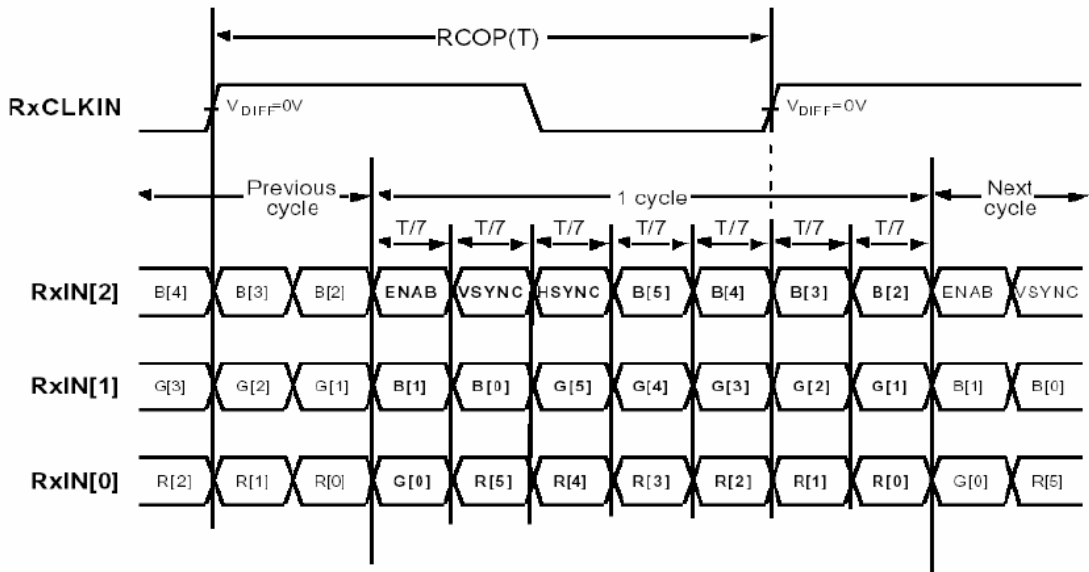 RCOP(T)
RxCLKIN
VDIFF=0V VDIFF=0V
Previous cycle 1 cycle Next cycle
T/7 T/7 T/7 T/7 T/7 T/7 T/7
RxIN[2] B[4] B[3] B[2] ENAB VSYNC HSYNC B[5] B[4] B[3] B[2] ENAB VSYNC
RxIN[1] G[3] G[2] G[1] B[1] B[0] G[5] G[4] G[3] G[2] G[1] B[1] B[0]
RxIN[0] R[2] R[1] R[0] G[0] R[5] R[4] R[3] R[2] R[1] R[0] G[0] R[5]